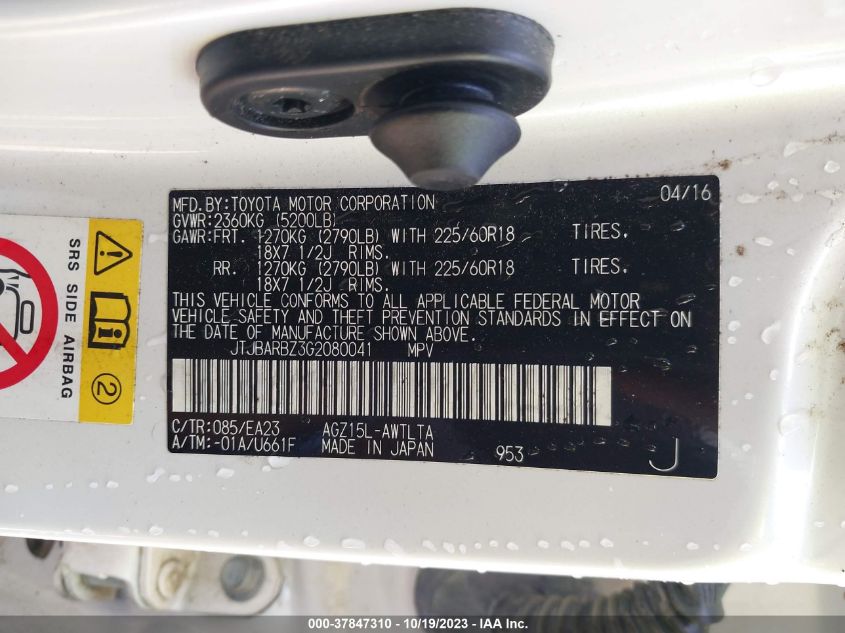 MFD.BY:TOYOTA MOTOR CORPORATION 04/16
GVWR:2360KG (5200LB)
GAWR:FRT. 1270KG (2790LB) WITH 225/60R18 TIRES.
18X7 1/2J RIMS.
RR. 1270KG (2790LB) WITH 225/60R18 TIRES.
18X7 1/2J RIMS.
THIS VEHICLE CONFORMS TO ALL APPLICABLE FEDERAL MOTOR
VEHICLE SAFETY AND THEFT PREVENTION STANDARDS IN EFFECT ON
THE DATE OF MANUFACTURE SHOWN ABOVE.
JTJBARBZ3G2080041 MPV
C/TR:085/EA23 AGZ15L-AWTLTA
A/TM:-01A/U661F MADE IN JAPAN 953 J
SRS SIDE AIRBAG
2
000-37847310 - 10/19/2023 - IAA Inc.